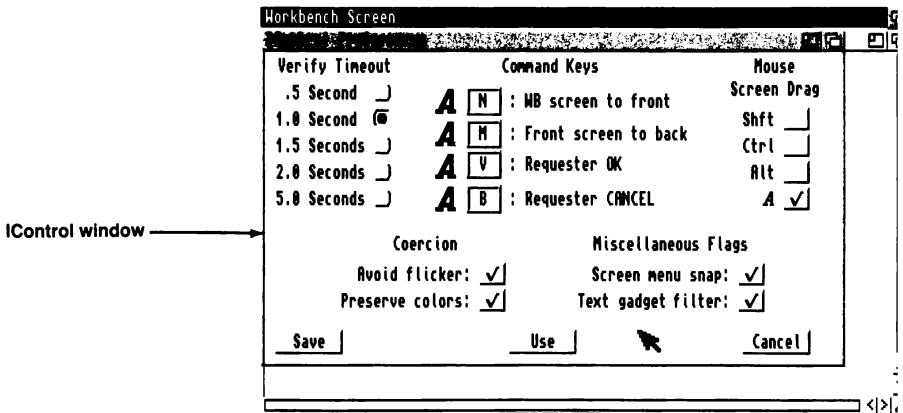 Workbench Screen
Verify Timeout
.5 Second
1.0 Second
1.5 Seconds
2.0 Seconds
5.0 Seconds
Command Keys
A N : WB screen to front
A M : Front screen to back
A V : Requester OK
A B : Requester CANCEL
Mouse
Screen Drag
Shft
Ctrl
Alt
A
IControl window
Coercion
Avoid flicker:
Preserve colors:
Miscellaneous Flags
Screen menu snap:
Text gadget filter:
Save
Use
Cancel